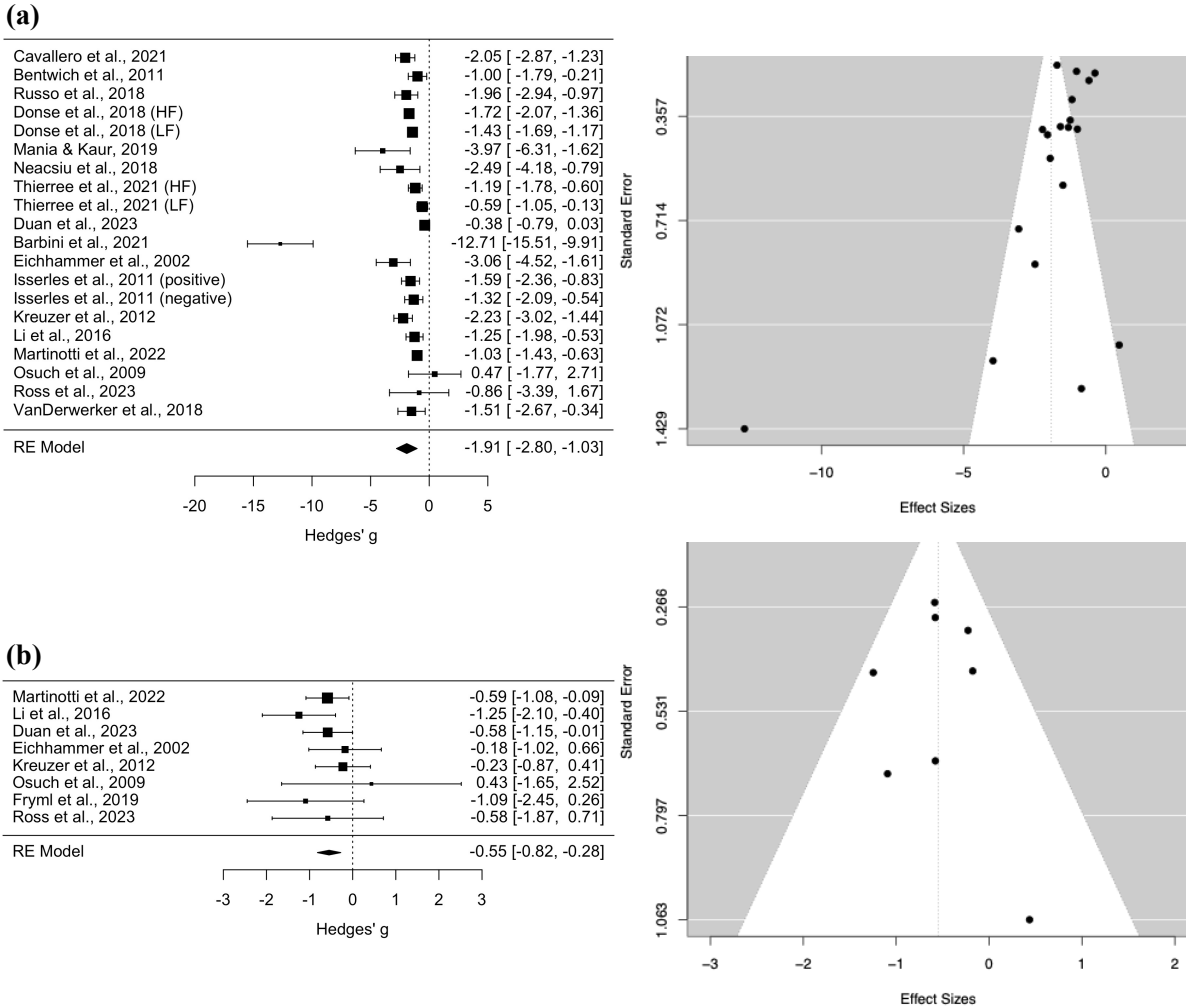 (a)
Cavallero et al., 2021 -2.05 [ -2.87, -1.23]
Bentwich et al., 2011 -1.00 [ -1.79, -0.21]
Russo et al., 2018 -1.96 [ -2.94, -0.97]
Donse et al., 2018 (HF) -1.72 [ -2.07, -1.36]
Donse et al., 2018 (LF) -1.43 [ -1.69, -1.17]
Mania & Kaur, 2019 -3.97 [ -6.31, -1.62]
Neacsiu et al., 2018 -2.49 [ -4.18, -0.79]
Thierree et al., 2021 (HF) -1.19 [ -1.78, -0.60]
Thierree et al., 2021 (LF) -0.59 [ -1.05, -0.13]
Duan et al., 2023 -0.38 [ -0.79, 0.03]
Barbini et al., 2021 -12.71 [-15.51, -9.91]
Eichhammer et al., 2002 -3.06 [ -4.52, -1.61]
Isserles et al., 2011 (positive) -1.59 [ -2.36, -0.83]
Isserles et al., 2011 (negative) -1.32 [ -2.09, -0.54]
Kreuzer et al., 2012 -2.23 [ -3.02, -1.44]
Li et al., 2016 -1.25 [ -1.98, -0.53]
Martinotti et al., 2022 -1.03 [ -1.43, -0.63]
Osuch et al., 2009 0.47 [ -1.77, 2.71]
Ross et al., 2023 -0.86 [ -3.39, 1.67]
VanDerwerker et al., 2018 -1.51 [ -2.67, -0.34]
RE Model -1.91 [ -2.80, -1.03]
-20 -15 -10 -5 0 5
Hedges' g
Standard Error
0.357
0.714
1.072
1.429
−10 −5 0
Effect Sizes
(b)
Martinotti et al., 2022 -0.59 [-1.08, -0.09]
Li et al., 2016 -1.25 [-2.10, -0.40]
Duan et al., 2023 -0.58 [-1.15, -0.01]
Eichhammer et al., 2002 -0.18 [-1.02, 0.66]
Kreuzer et al., 2012 -0.23 [-0.87, 0.41]
Osuch et al., 2009 0.43 [-1.65, 2.52]
Fryml et al., 2019 -1.09 [-2.45, 0.26]
Ross et al., 2023 -0.58 [-1.87, 0.71]
RE Model -0.55 [-0.82, -0.28]
-3 -2 -1 0 1 2 3
Hedges' g
Standard Error
0.266
0.531
0.797
1.063
−3 −2 −1 0 1 2
Effect Sizes